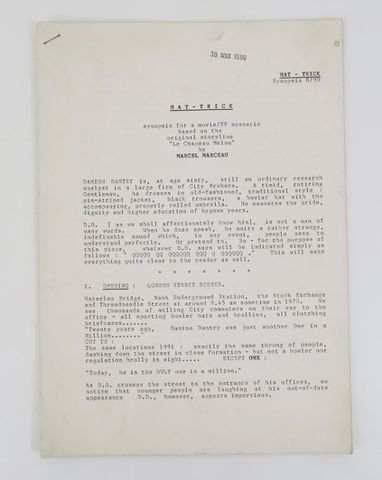 30. AOUT 1990
HAT - TRICK
Synopsis 8/90
HAT-TRICK
synopsis for a movie/TV scenario
based on the
original storyline
"Le Chapeau Melon"
by
MARCEL MARCEAU
DAMION DANTRY is, at age sixty, still an ordinary research
analyst in a large firm of City Brokers. A timid, retiring
Gentleman, he dresses in old-fashioned, traditional style :
pin-striped jacket, black trousers, a bowler hat with the
accompanying, properly rolled umbrella. He emanates the pride,
dignity and higher education of bygone years.
D.D. [ as we shall affectionately know him], is not a man of
many words. When he does speak, he emits a rather strange,
indefinable sound which, in any event, people seem to
understand perfectly. Or pretend to. So - for the purpose of
this piece, whatever D.D. says will be indicated simply as
follows : " QQQQQ QQ QQQQQQ QQQ Q QQQQQ ." This will make
everything quite clear to the reader as well.
* * * * * * *
1. OPENING : LONDON STREET SCENES.
Waterloo Bridge, Bank Underground Station, the Stock Exchange
and Threadneedle Street at around 8.45 am sometime in 1970. We
see thousands of City commuters on their way to the
office - all sporting bowler hats and brollies, all clutching
briefcases.......
"Twenty years ago, Damion Dantry was just another One in a
Million..."
CUT TO :
The same locations 1991 : exactly the same throng of people,
dashing down the street in close formation - but not a bowler nor
regulation brolly in sight..... EXCEPT ONE !
"Today, he is the ONLY one in a million."
As D.D. crosses the street to the entrance of his offices, we
notice that younger people are laughing at his out-of-date
appearance D.D., however, appears impervious.